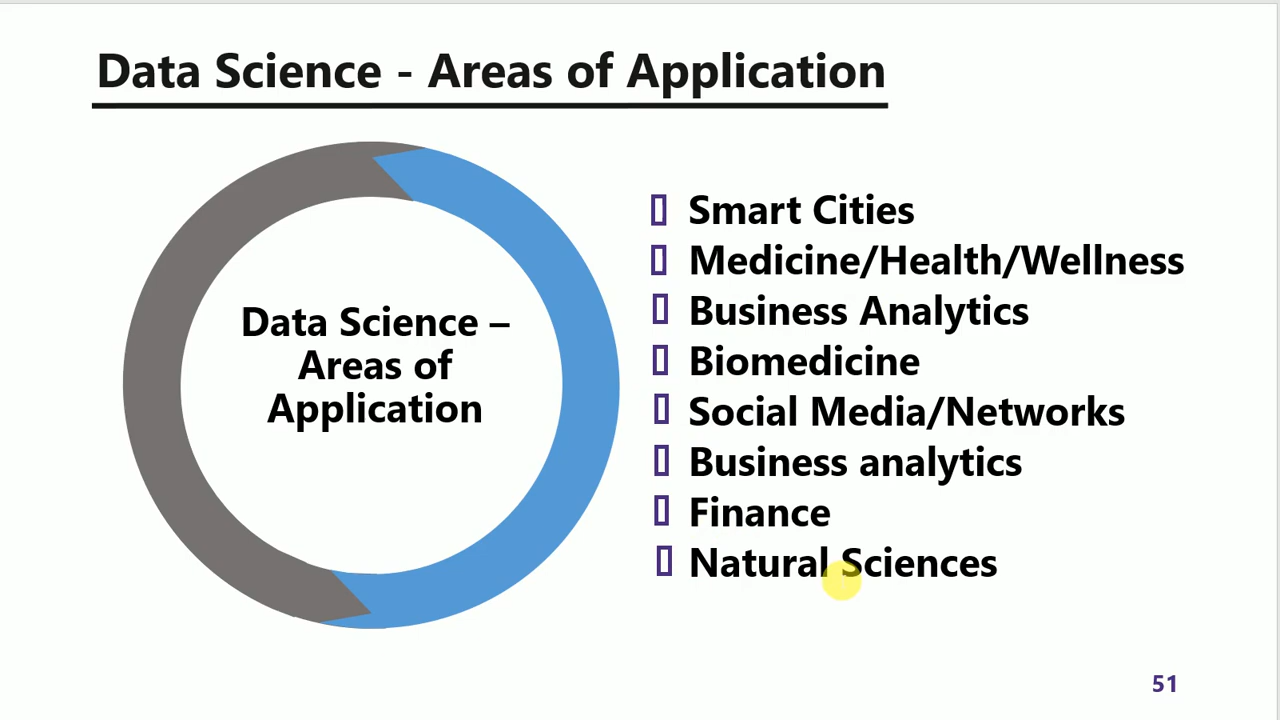 Data Science - Areas of Application
Data Science –
Areas of
Application
Smart Cities
Medicine/Health/Wellness
Business Analytics
Biomedicine
Social Media/Networks
Business analytics
Finance
Natural Sciences
51